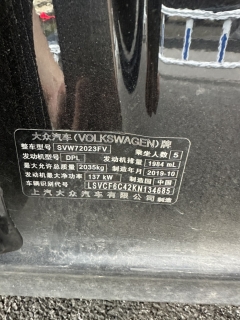 大众汽车(VOLKSWAGEN)牌
整车型号 SVW72023FV 乘坐人数 5
发动机型号 DPL 发动机排量 1984 mL
最大允许总质量 2035kg 制造年月 2019-10
发动机最大净功率 137 kW 制造国 中国
车辆识别代号 LSVCF6C42KN134685
上汽大众汽车有限公司 制造